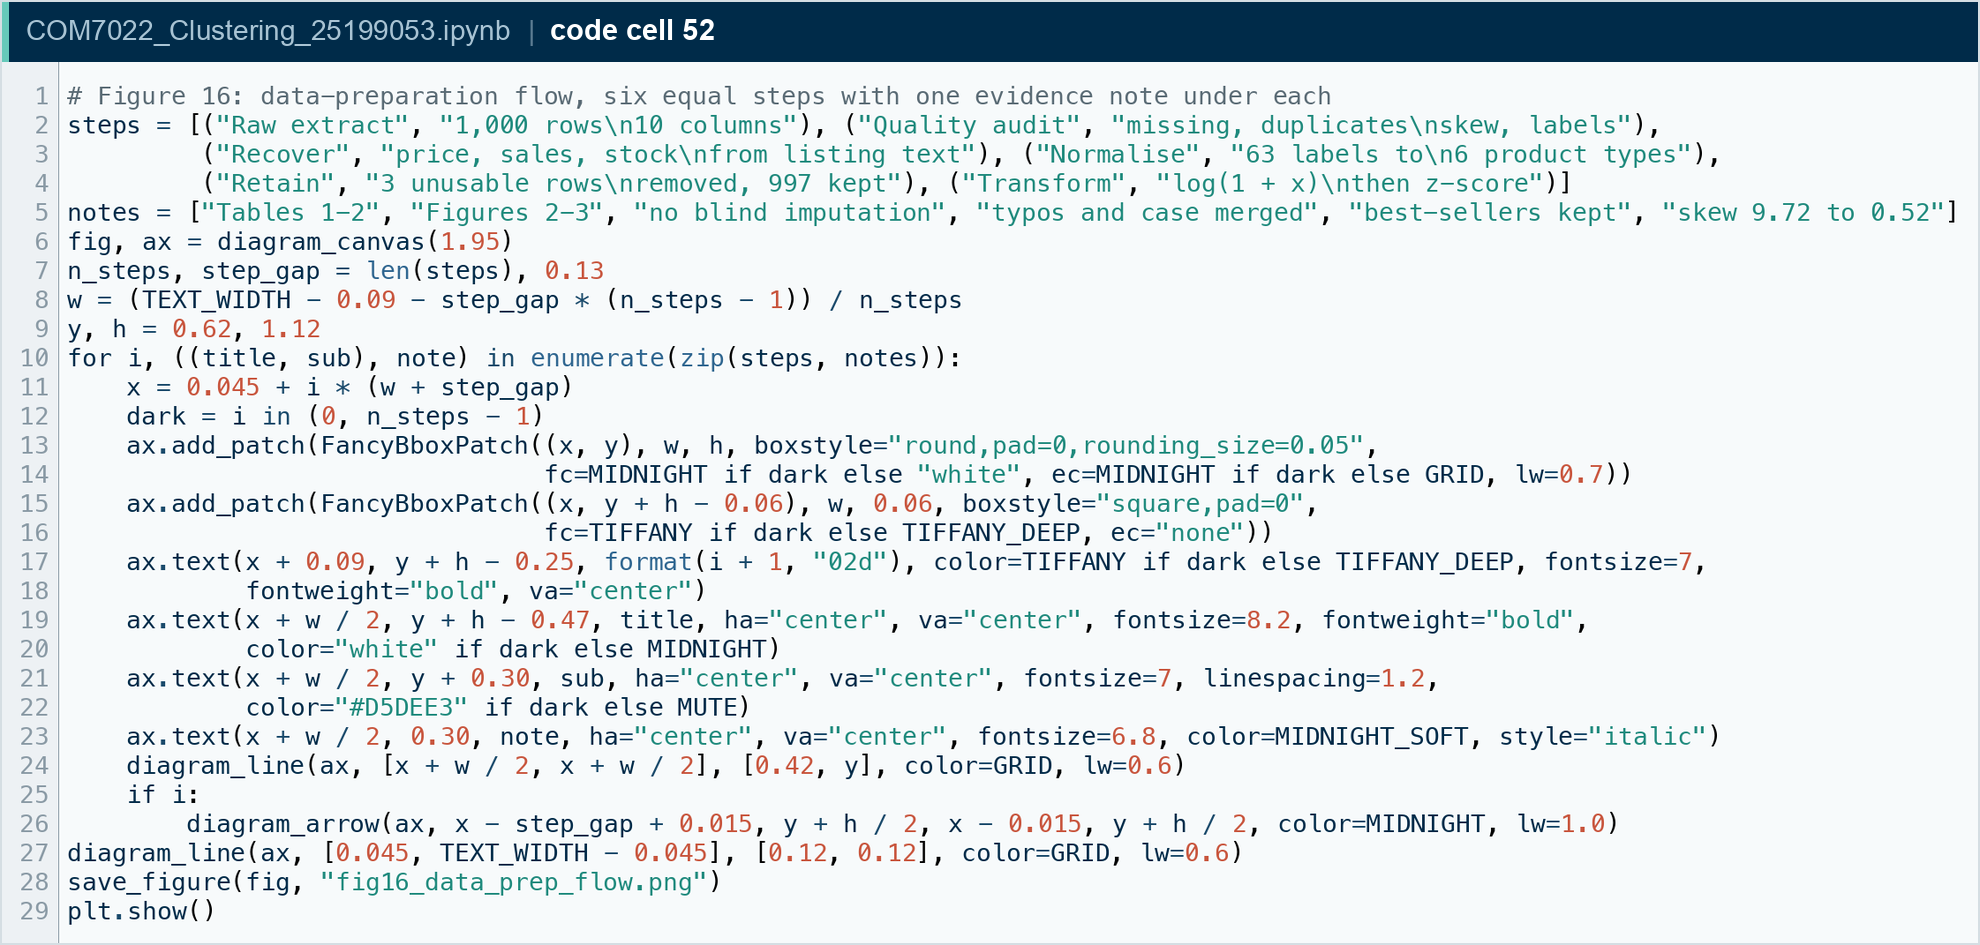 COM7022_Clustering_25199053.ipynb | code cell 52
1 # Figure 16: data-preparation flow, six equal steps with one evidence note under each
2 steps = [("Raw extract", "1,000 rows\n10 columns"), ("Quality audit", "missing, duplicates\nskew, labels"),
3          ("Recover", "price, sales, stock\nfrom listing text"), ("Normalise", "63 labels to\n6 product types"),
4          ("Retain", "3 unusable rows\nremoved, 997 kept"), ("Transform", "log(1 + x)\nthen z-score")]
5 notes = ["Tables 1-2", "Figures 2-3", "no blind imputation", "typos and case merged", "best-sellers kept", "skew 9.72 to 0.52"]
6 fig, ax = diagram_canvas(1.95)
7 n_steps, step_gap = len(steps), 0.13
8 w = (TEXT_WIDTH - 0.09 - step_gap * (n_steps - 1)) / n_steps
9 y, h = 0.62, 1.12
10 for i, ((title, sub), note) in enumerate(zip(steps, notes)):
11     x = 0.045 + i * (w + step_gap)
12     dark = i in (0, n_steps - 1)
13     ax.add_patch(FancyBboxPatch((x, y), w, h, boxstyle="round,pad=0,rounding_size=0.05",
14                                 fc=MIDNIGHT if dark else "white", ec=MIDNIGHT if dark else GRID, lw=0.7))
15     ax.add_patch(FancyBboxPatch((x, y + h - 0.06), w, 0.06, boxstyle="square,pad=0",
16                                 fc=TIFFANY if dark else TIFFANY_DEEP, ec="none"))
17     ax.text(x + 0.09, y + h - 0.25, format(i + 1, "02d"), color=TIFFANY if dark else TIFFANY_DEEP, fontsize=7,
18             fontweight="bold", va="center")
19     ax.text(x + w / 2, y + h - 0.47, title, ha="center", va="center", fontsize=8.2, fontweight="bold",
20             color="white" if dark else MIDNIGHT)
21     ax.text(x + w / 2, y + 0.30, sub, ha="center", va="center", fontsize=7, linespacing=1.2,
22             color="#D5DEE3" if dark else MUTE)
23     ax.text(x + w / 2, 0.30, note, ha="center", va="center", fontsize=6.8, color=MIDNIGHT_SOFT, style="italic")
24     diagram_line(ax, [x + w / 2, x + w / 2], [0.42, y], color=GRID, lw=0.6)
25     if i:
26         diagram_arrow(ax, x - step_gap + 0.015, y + h / 2, x - 0.015, y + h / 2, color=MIDNIGHT, lw=1.0)
27 diagram_line(ax, [0.045, TEXT_WIDTH - 0.045], [0.12, 0.12], color=GRID, lw=0.6)
28 save_figure(fig, "fig16_data_prep_flow.png")
29 plt.show()